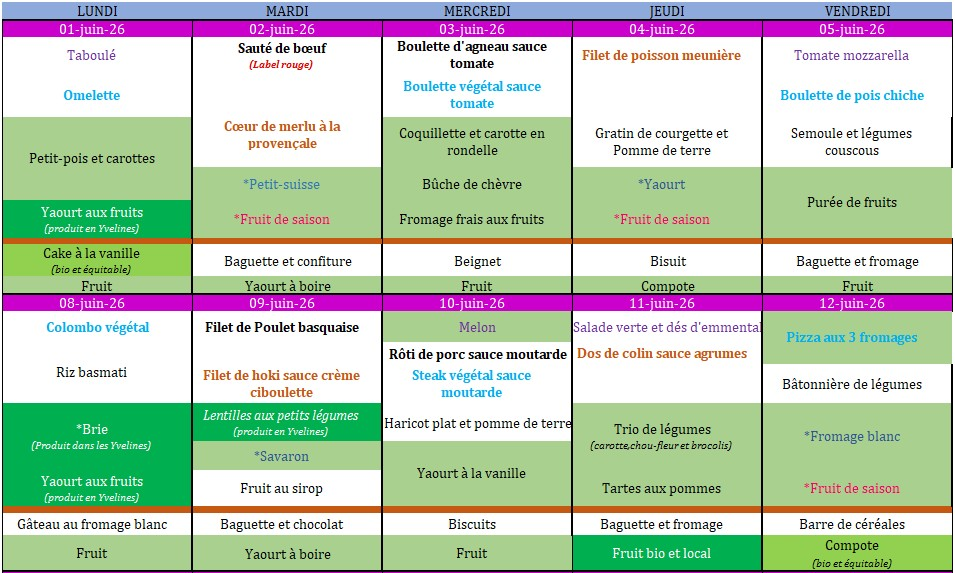 LUNDI MARDI MERCREDI JEUDI VENDREDI
01-juin-26 02-juin-26 03-juin-26 04-juin-26 05-juin-26
Taboulé
Omelette
Petit-pois et carottes
Yaourt aux fruits
(produit en Yvelines)
Cake à la vanille
(bio et équitable)
Fruit
Sauté de bœuf
(Label rouge)
Cœur de merlu à la
provençale
*Petit-suisse
*Fruit de saison
Baguette et confiture
Yaourt à boire
Boulette d'agneau sauce
tomate
Boulette végétal sauce
tomate
Coquillette et carotte en
rondelle
Bûche de chèvre
Fromage frais aux fruits
Beignet
Fruit
Filet de poisson meunière
Gratin de courgette et
Pomme de terre
*Yaourt
*Fruit de saison
Bisuit
Compote
Tomate mozzarella
Boulette de pois chiche
Semoule et légumes
couscous
Purée de fruits
Baguette et fromage
Fruit
08-juin-26 09-juin-26 10-juin-26 11-juin-26 12-juin-26
Colombo végétal
Riz basmati
*Brie
(Produit dans les Yvelines)
Yaourt aux fruits
(produit en Yvelines)
Gâteau au fromage blanc
Fruit
Filet de Poulet basquaise
Filet de hoki sauce crème
ciboulette
Lentilles aux petits légumes
(produit en Yvelines)
*Savaron
Fruit au sirop
Baguette et chocolat
Yaourt à boire
Melon
Rôti de porc sauce moutarde
Steak végétal sauce
moutarde
Haricot plat et pomme de terre
Yaourt à la vanille
Biscuits
Fruit
Salade verte et dés d'emmental
Dos de colin sauce agrumes
Trio de légumes
(carotte,chou-fleur et brocolis)
Tartes aux pommes
Baguette et fromage
Fruit bio et local
Pizza aux 3 fromages
Bâtonnière de légumes
*Fromage blanc
*Fruit de saison
Barre de céréales
Compote
(bio et équitable)